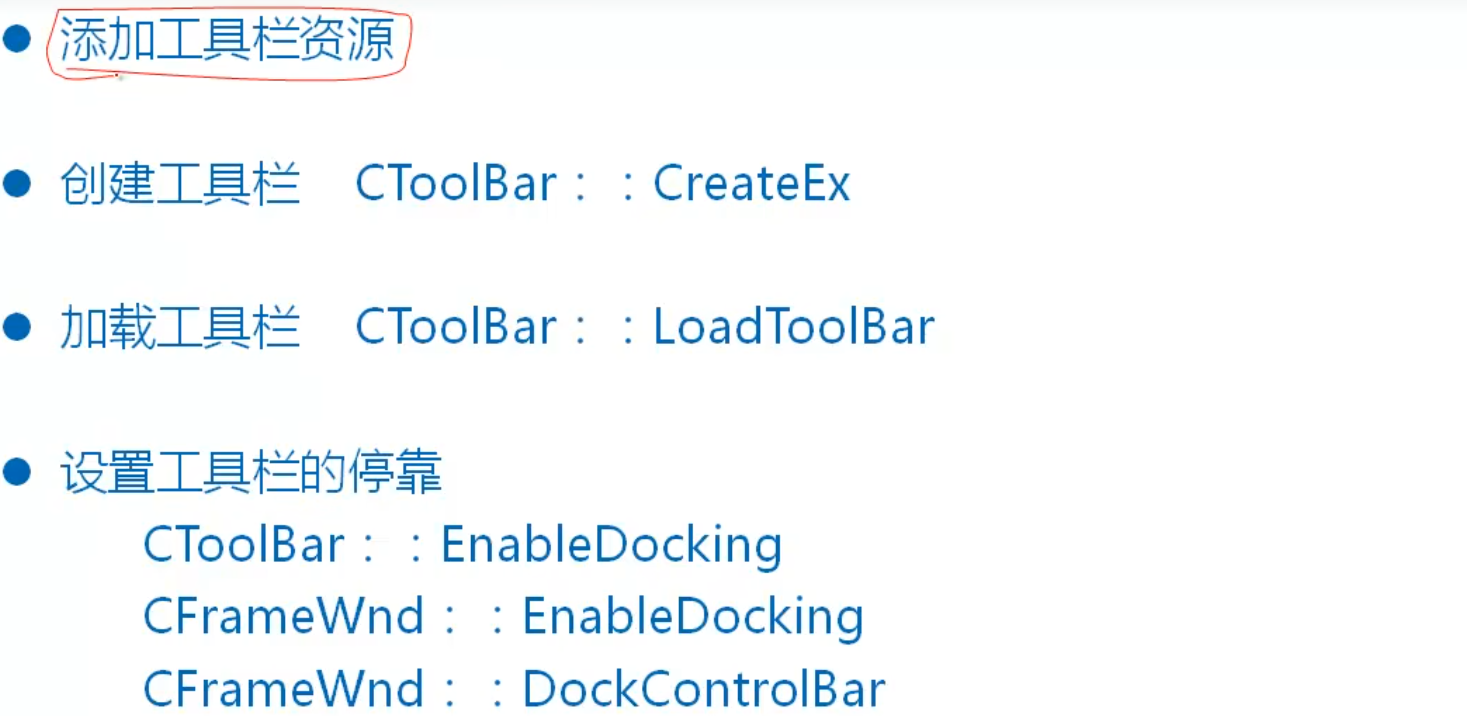 ● 添加工具栏资源
● 创建工具栏 CToolBar：：CreateEx
● 加载工具栏 CToolBar：：LoadToolBar
● 设置工具栏的停靠
CToolBar：：EnableDocking
CFrameWnd：：EnableDocking
CFrameWnd：：DockControlBar